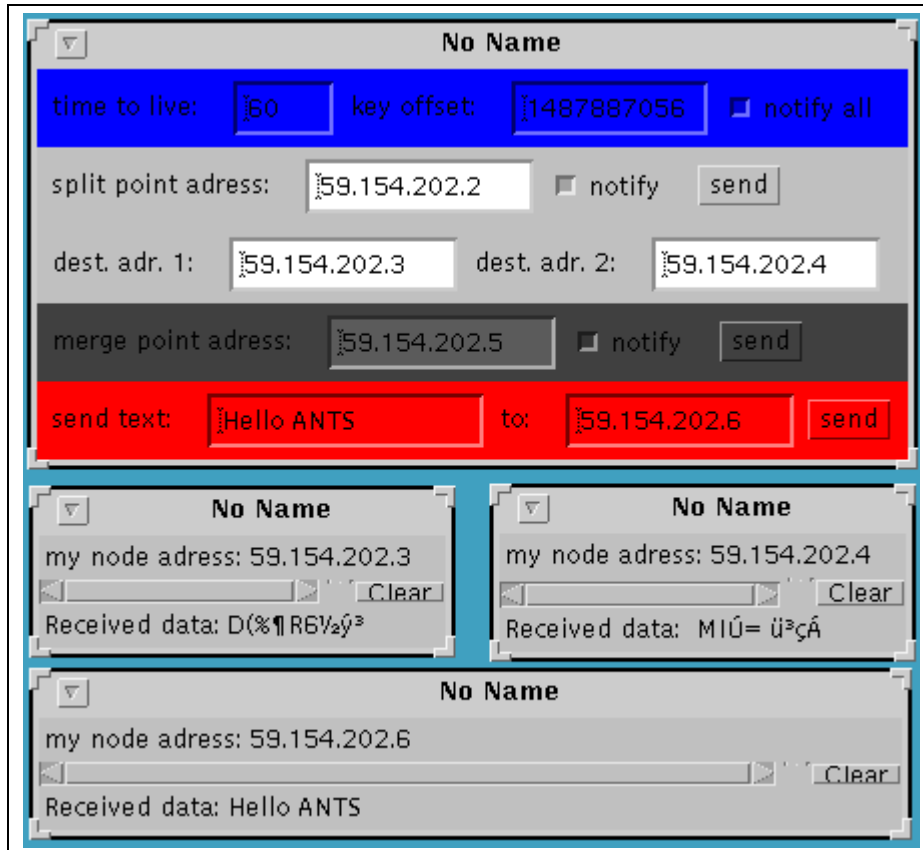 No Name
time to live: 60 key offset: 1487887056 notify all
split point adress: 59.154.202.2 notify send
dest. adr. 1: 59.154.202.3 dest. adr. 2: 59.154.202.4
merge point adress: 59.154.202.5 notify send
send text: Hello ANTS to: 59.154.202.6 send
No Name
my node adress: 59.154.202.3
Clear
Received data: D(%¶R6½ŷ³
No Name
my node adress: 59.154.202.4
Clear
Received data: MIÚ= ü³çÁ
No Name
my node adress: 59.154.202.6
Clear
Received data: Hello ANTS